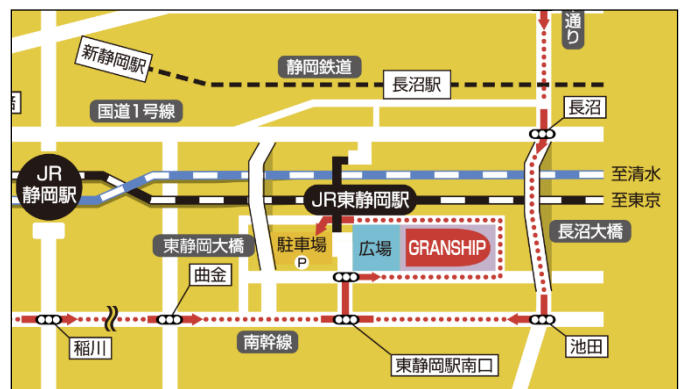 通り
静岡鉄道
新静岡駅
長沼駅
長沼
国道1号線
JR
静岡駅
至清水
JR東静岡駅
至東京
東静岡大橋
駐車場
P
広場
GRANSHIP
長沼大橋
曲金
稲川
南幹線
東静岡駅南口
池田